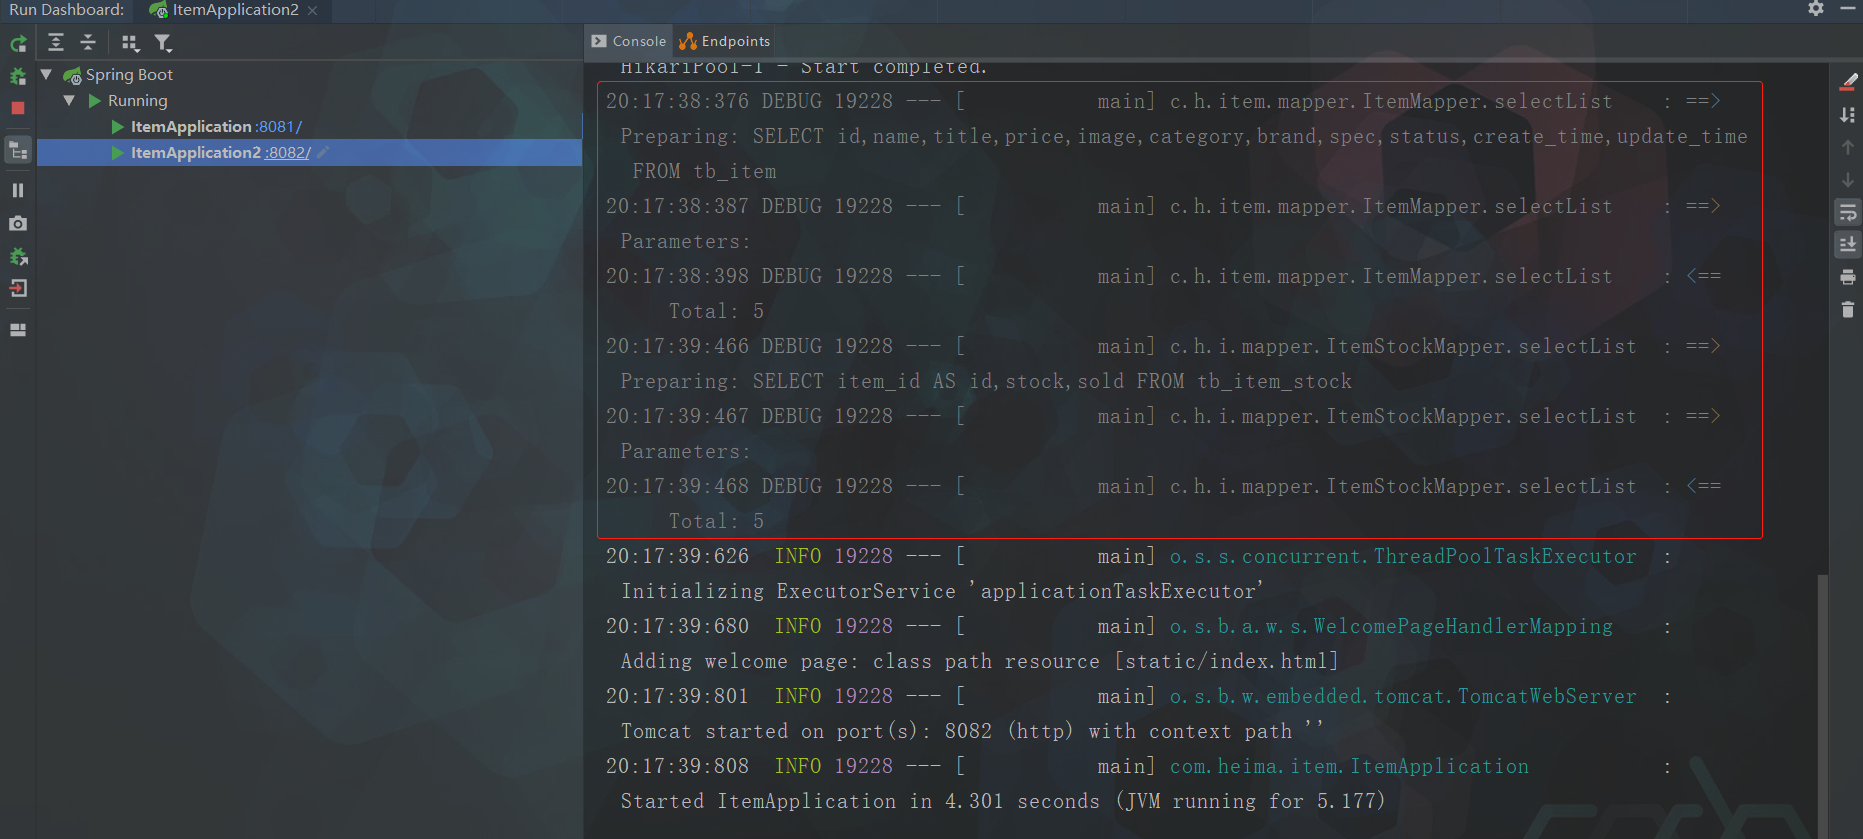 Run Dashboard: ItemApplication2
Console Endpoints
Spring Boot
Running
ItemApplication :8081/
ItemApplication2 :8082/
HikariPool-1 - Start completed.
20:17:38:376 DEBUG 19228 --- [           main] c.h.item.mapper.ItemMapper.selectList    : ==>
Preparing: SELECT id,name,title,price,image,category,brand,spec,status,create_time,update_time
FROM tb_item
20:17:38:387 DEBUG 19228 --- [           main] c.h.item.mapper.ItemMapper.selectList    : ==>
Parameters:
20:17:38:398 DEBUG 19228 --- [           main] c.h.item.mapper.ItemMapper.selectList    : <==
Total: 5
20:17:39:466 DEBUG 19228 --- [           main] c.h.i.mapper.ItemStockMapper.selectList  : ==>
Preparing: SELECT item_id AS id,stock,sold FROM tb_item_stock
20:17:39:467 DEBUG 19228 --- [           main] c.h.i.mapper.ItemStockMapper.selectList  : ==>
Parameters:
20:17:39:468 DEBUG 19228 --- [           main] c.h.i.mapper.ItemStockMapper.selectList  : <==
Total: 5
20:17:39:626  INFO 19228 --- [           main] o.s.s.concurrent.ThreadPoolTaskExecutor  :
Initializing ExecutorService 'applicationTaskExecutor'
20:17:39:680  INFO 19228 --- [           main] o.s.b.a.w.s.WelcomePageHandlerMapping    :
Adding welcome page: class path resource [static/index.html]
20:17:39:801  INFO 19228 --- [           main] o.s.b.w.embedded.tomcat.TomcatWebServer  :
Tomcat started on port(s): 8082 (http) with context path ''
20:17:39:808  INFO 19228 --- [           main] com.heima.item.ItemApplication           :
Started ItemApplication in 4.301 seconds (JVM running for 5.177)